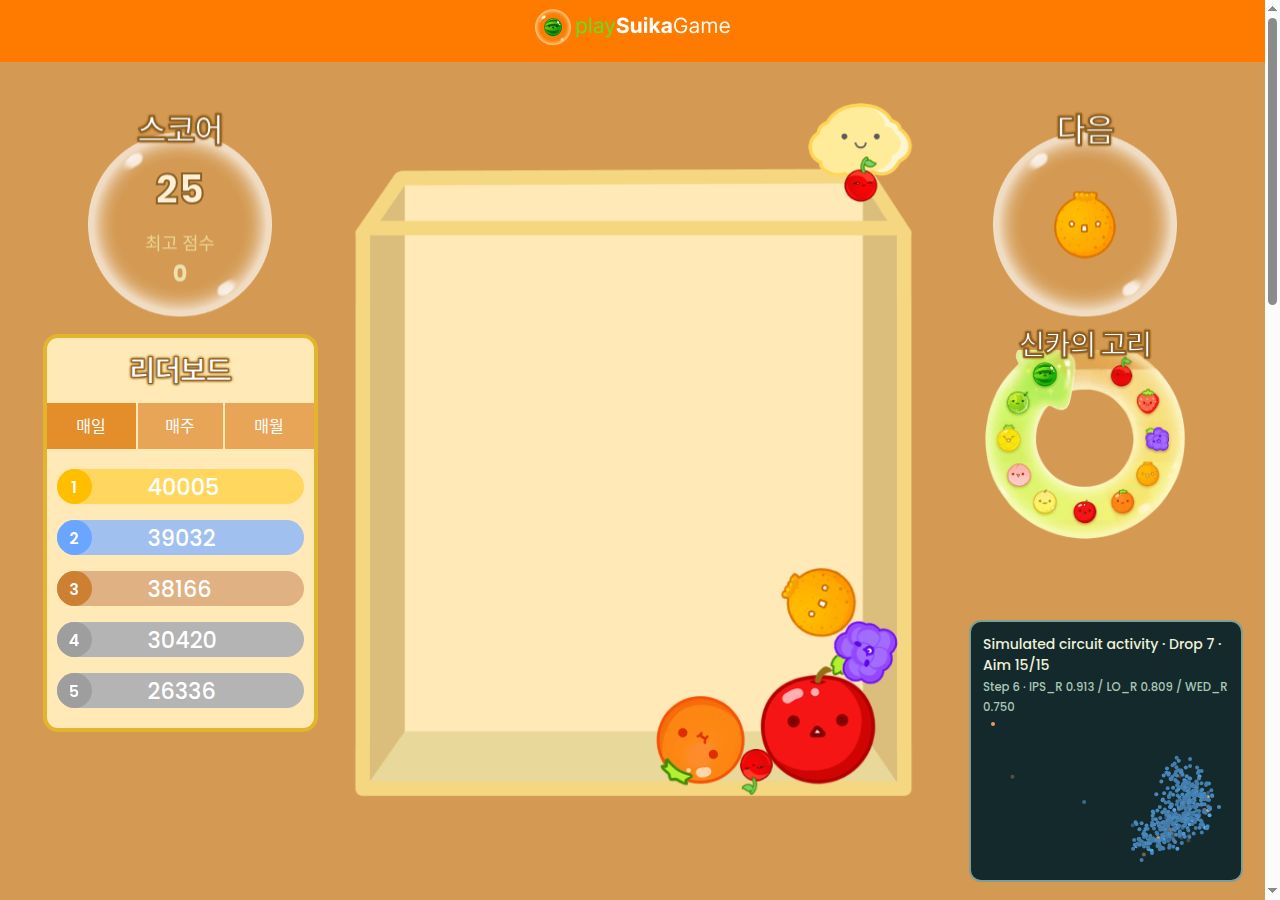 playSuikaGame
스코어
25
최고 점수
0
다음
신카의 고리
리더보드
매일 매주 매월
1 40005
2 39032
3 38166
4 30420
5 26336
Simulated circuit activity · Drop 7 ·
Aim 15/15
Step 6 · IPS_R 0.913 / LO_R 0.809 / WED_R
0.750